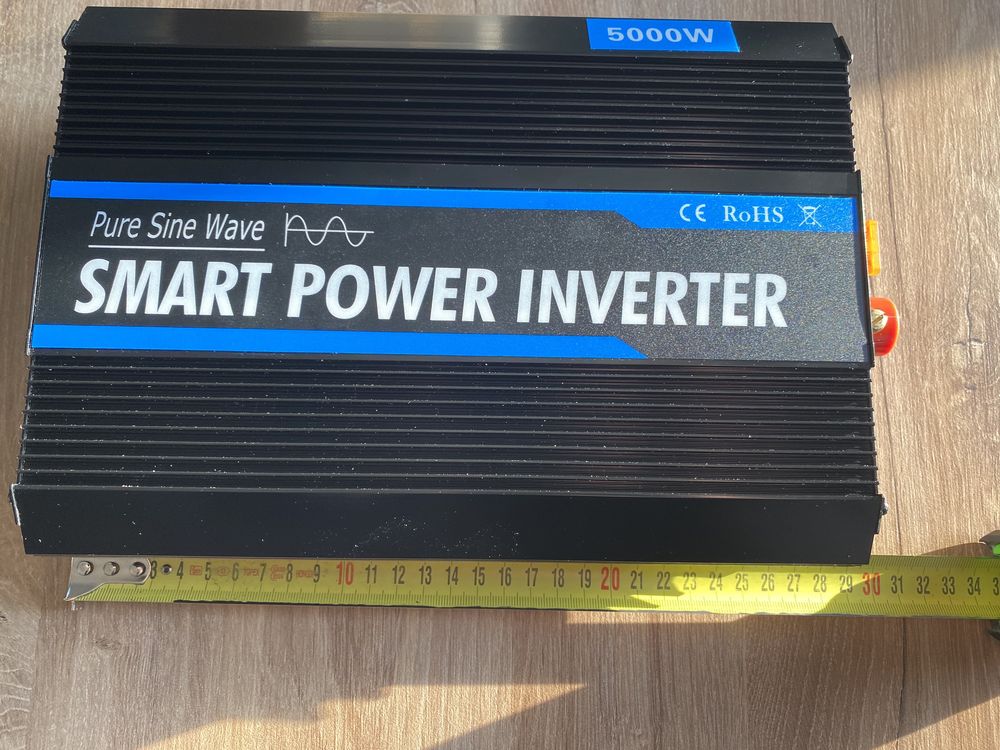 5000W
CE RoHS
Pure Sine Wave
SMART POWER INVERTER
3 4 5 6 7 8 9 10 11 12 13 14 15 16 17 18 19 20 21 22 23 24 25 26 27 28 29 30 31 32 33 34